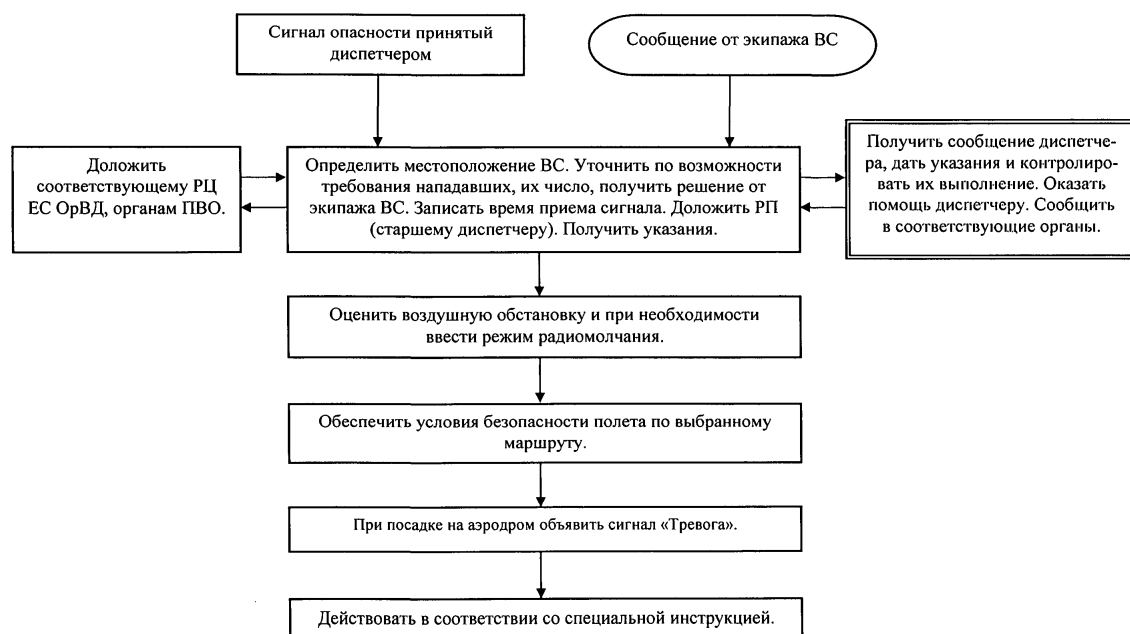 Сигнал опасности принятый
диспетчером
Сообщение от экипажа ВС
Доложить
соответствующему РЦ
ЕС ОрВД, органам ПВО.
Определить местоположение ВС. Уточнить по возможности
требования нападавших, их число, получить решение от
экипажа ВС. Записать время приема сигнала. Доложить РП
(старшему диспетчеру). Получить указания.
Получить сообщение диспетче-
ра, дать указания и контролиро-
вать их выполнение. Оказать
помощь диспетчеру. Сообщить
в соответствующие органы.
Оценить воздушную обстановку и при необходимости
ввести режим радиомолчания.
Обеспечить условия безопасности полета по выбранному
маршруту.
При посадке на аэродром объявить сигнал «Тревога».
Действовать в соответствии со специальной инструкцией.